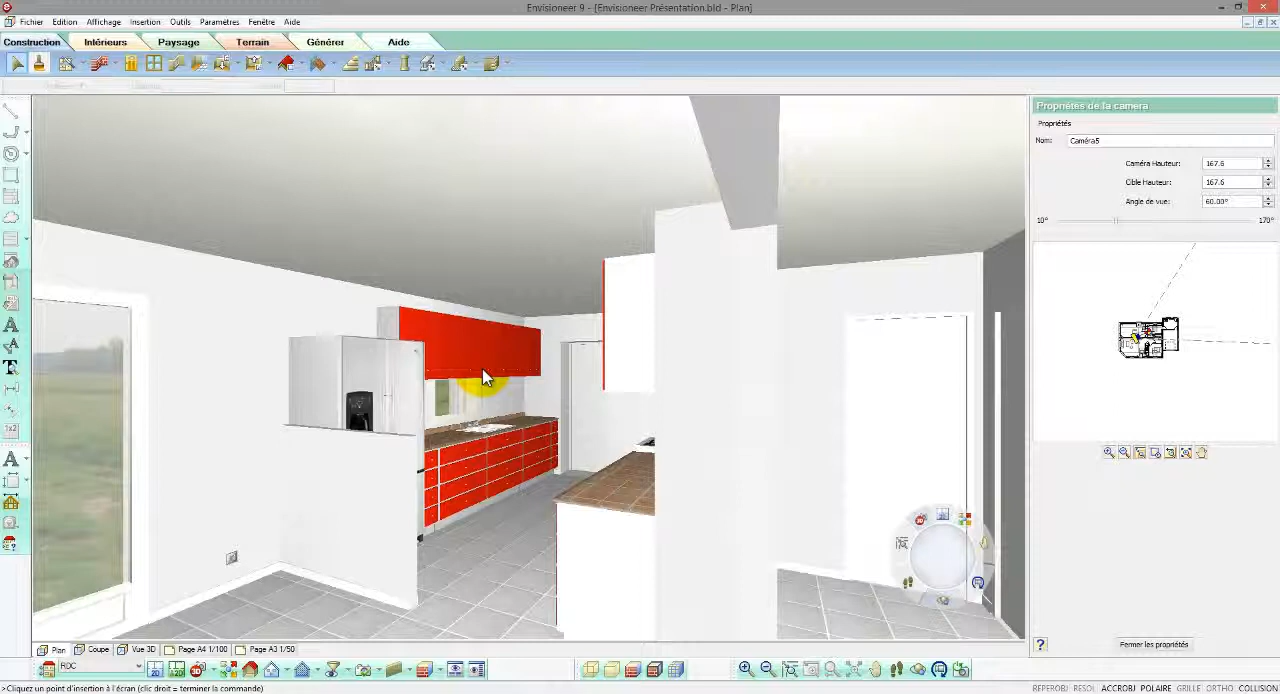 Envisioneer 9 - [Envisioneer Présentation.bld - Plan]
Fichier Edition Affichage Insertion Outils Paramètres Fenêtre Aide
Construction Intérieurs Paysage Terrain Générer Aide
Propriétés de la camera
Propriétés
Nom: Caméra5
Caméra Hauteur: 167.6
Cible Hauteur: 167.6
Angle de vue: 60.00°
10° 170°
Plan Coupe Vue 3D Page A4 1/100 Page A3 1/50
Fermer les propriétés
RDC
>Cliquez un point d'insertion à l'écran (clic droit = terminer la commande)
REPEROBJ RESOL ACCROBJ POLAIRE GRILLE ORTHO COLLISION